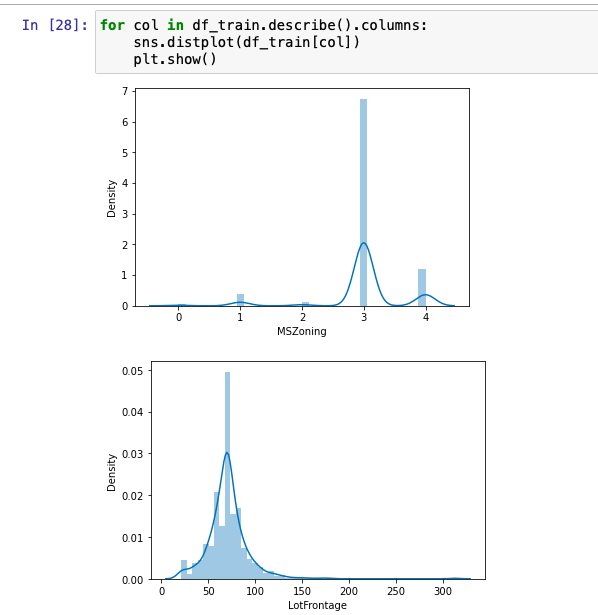 In [28]: for col in df_train.describe().columns:
    sns.distplot(df_train[col])
    plt.show()
7
6
5
4
3
2
1
0
Density
0 1 2 3 4
MSZoning
0.05
0.04
0.03
0.02
0.01
0.00
Density
0 50 100 150 200 250 300
LotFrontage